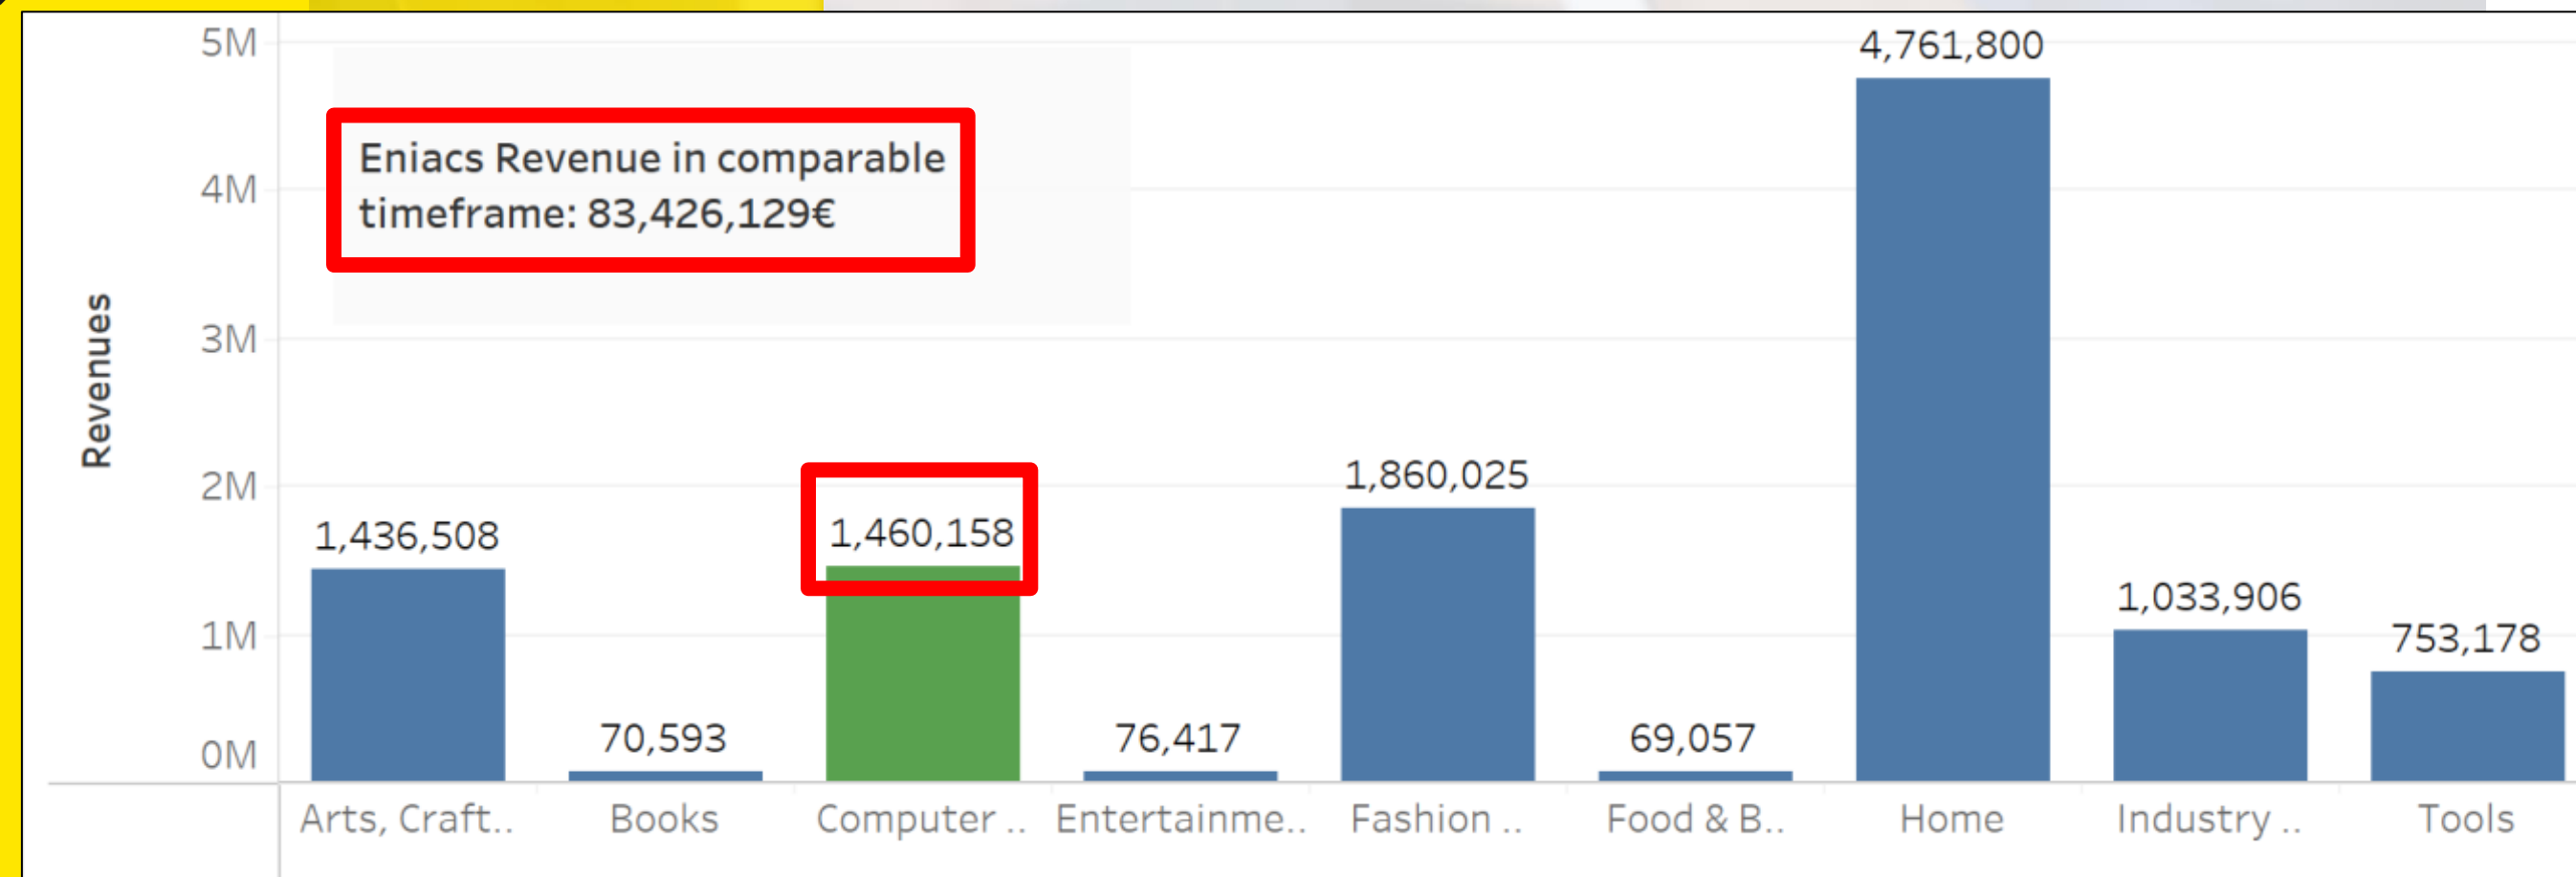 5M
4,761,800
Eniacs Revenue in comparable
timeframe: 83,426,129€
4M
3M
Revenues
2M
1,860,025
1,436,508
1,460,158
1M
1,033,906
753,178
0M
70,593
76,417
69,057
Arts, Craft..
Books
Computer ..
Entertainme..
Fashion ..
Food & B..
Home
Industry ..
Tools